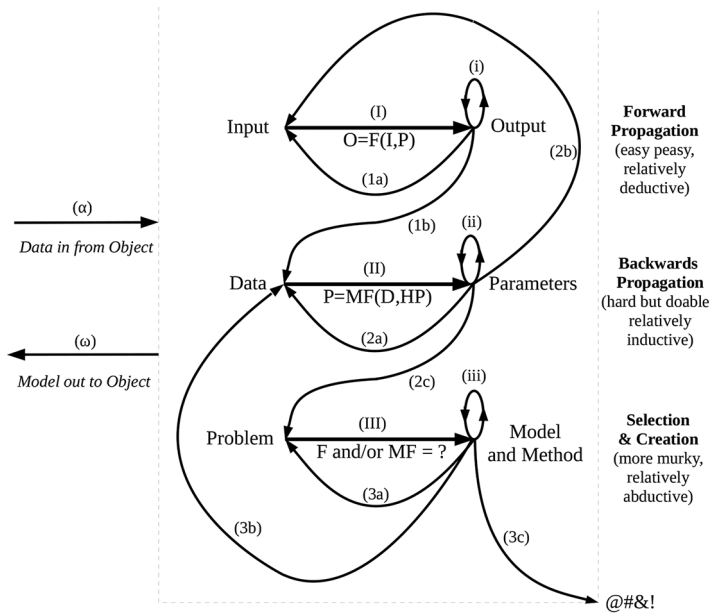 (i)
(I)
Input
Output
O=F(I,P)
(1a)
(2b)
Forward
Propagation
(easy peasy,
relatively
deductive)
(α)
Data in from Object
(1b)
(ii)
(II)
Data
Parameters
P=MF(D,HP)
(2a)
Backwards
Propagation
(hard but doable
relatively
inductive)
(ω)
Model out to Object
(2c)
(iii)
(III)
Problem
Model
and Method
F and/or MF = ?
(3a)
Selection
& Creation
(more murky,
relatively
abductive)
(3b)
(3c)
@#&!